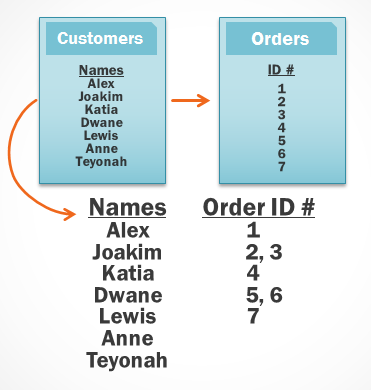 Customers
Names
Alex
Joakim
Katia
Dwane
Lewis
Anne
Teyonah
Orders
ID #
1
2
3
4
5
6
7
Names Order ID #
Alex 1
Joakim 2, 3
Katia 4
Dwane 5, 6
Lewis 7
Anne
Teyonah